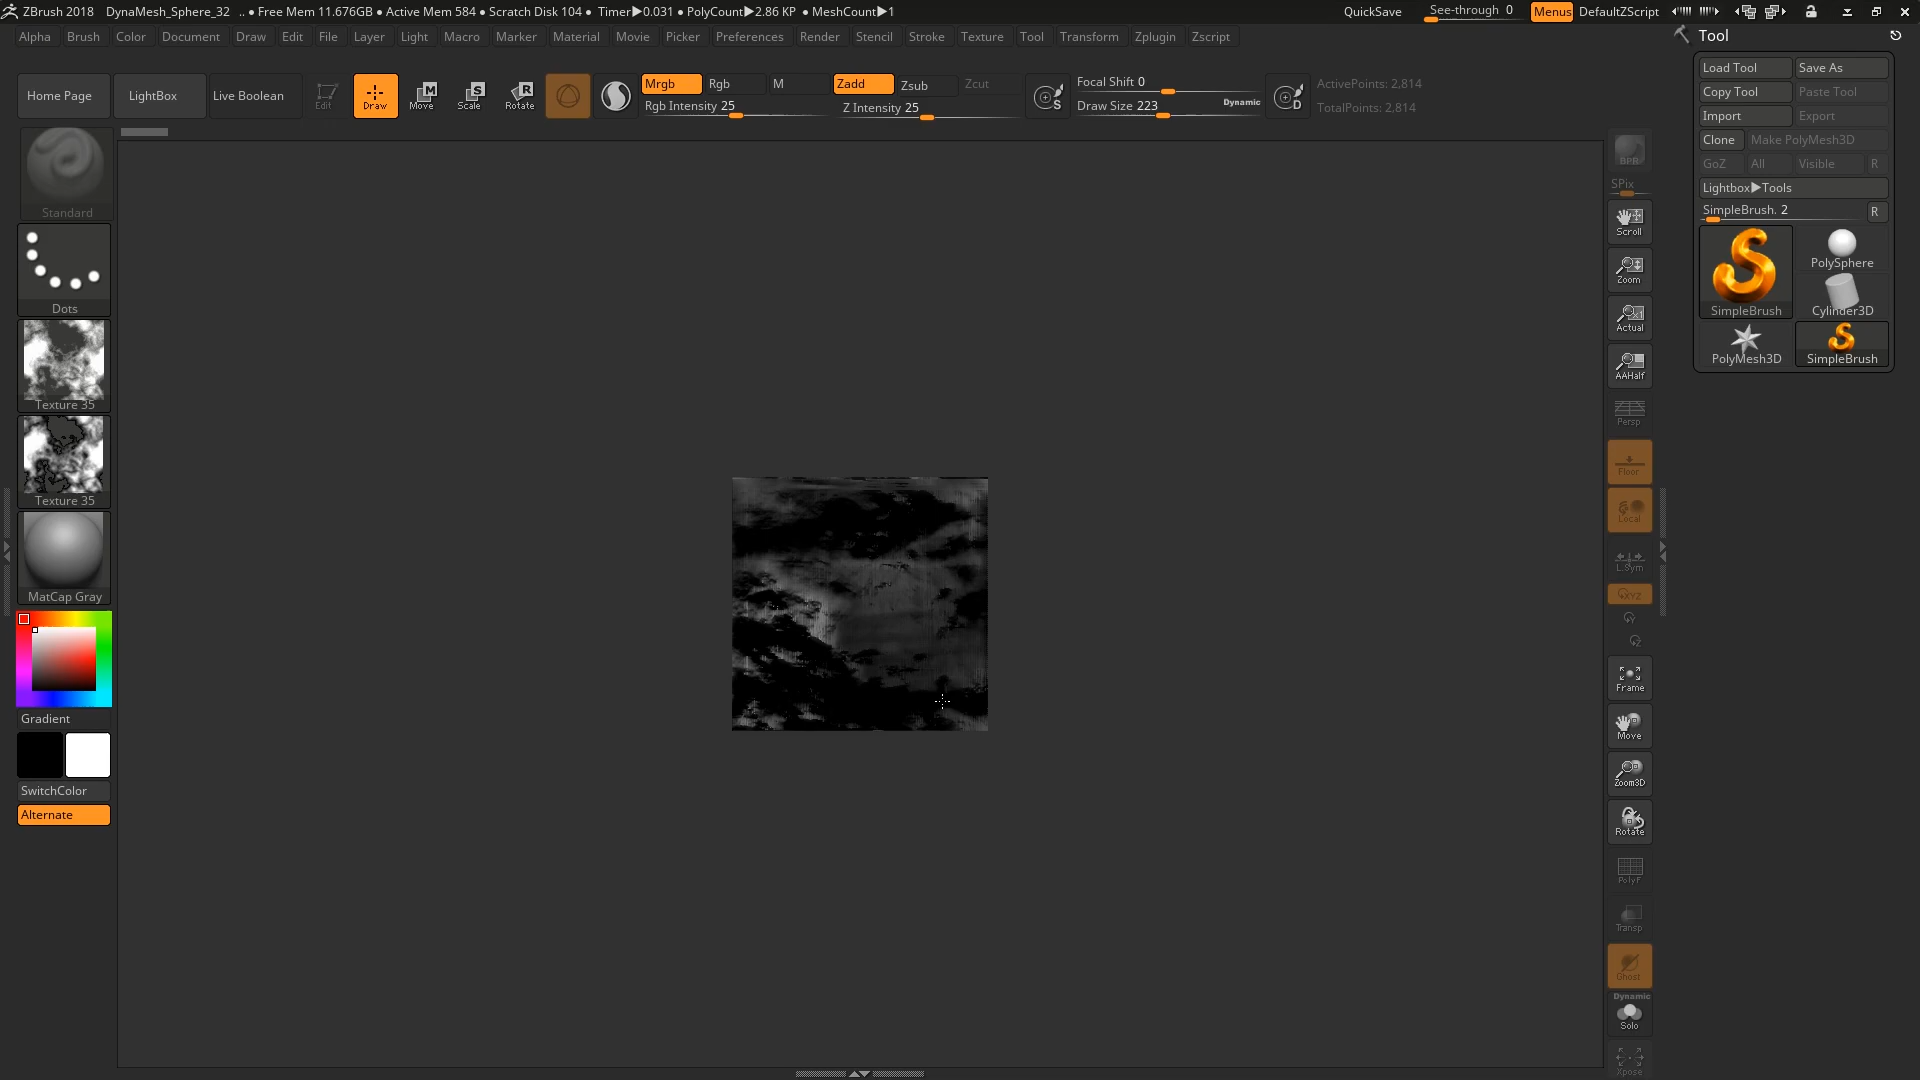 ZBrush 2018 DynaMesh_Sphere_32 .. ● Free Mem 11.676GB ● Active Mem 584 ● Scratch Disk 104 ● Timer▶0.031 ● PolyCount▶2.86 KP ● MeshCount▶1 QuickSave See-through 0 Menus DefaultZScript
Alpha Brush Color Document Draw Edit File Layer Light Macro Marker Material Movie Picker Preferences Render Stencil Stroke Texture Tool Transform Zplugin Zscript
Tool
Load Tool Save As
Copy Tool Paste Tool
Import Export
Clone Make PolyMesh3D
GoZ All Visible R
Lightbox▶Tools
SimpleBrush. 2 R
SimpleBrush
PolySphere
Cylinder3D
PolyMesh3D
SimpleBrush
Home Page LightBox Live Boolean
Edit Draw Move Scale Rotate
Mrgb Rgb M Zadd Zsub Zcut
Rgb Intensity 25 Z Intensity 25
Focal Shift 0
Draw Size 223 Dynamic
ActivePoints: 2,814
TotalPoints: 2,814
Standard
Dots
Texture 35
Texture 35
MatCap Gray
Gradient
SwitchColor
Alternate
BPR
SPix
Scroll
Zoom
Actual
AAHalf
Persp
Floor
Local
L.Sym
XYZ
Frame
Move
Zoom3D
Rotate
PolyF
Transp
Ghost
Dynamic
Solo
Xpose